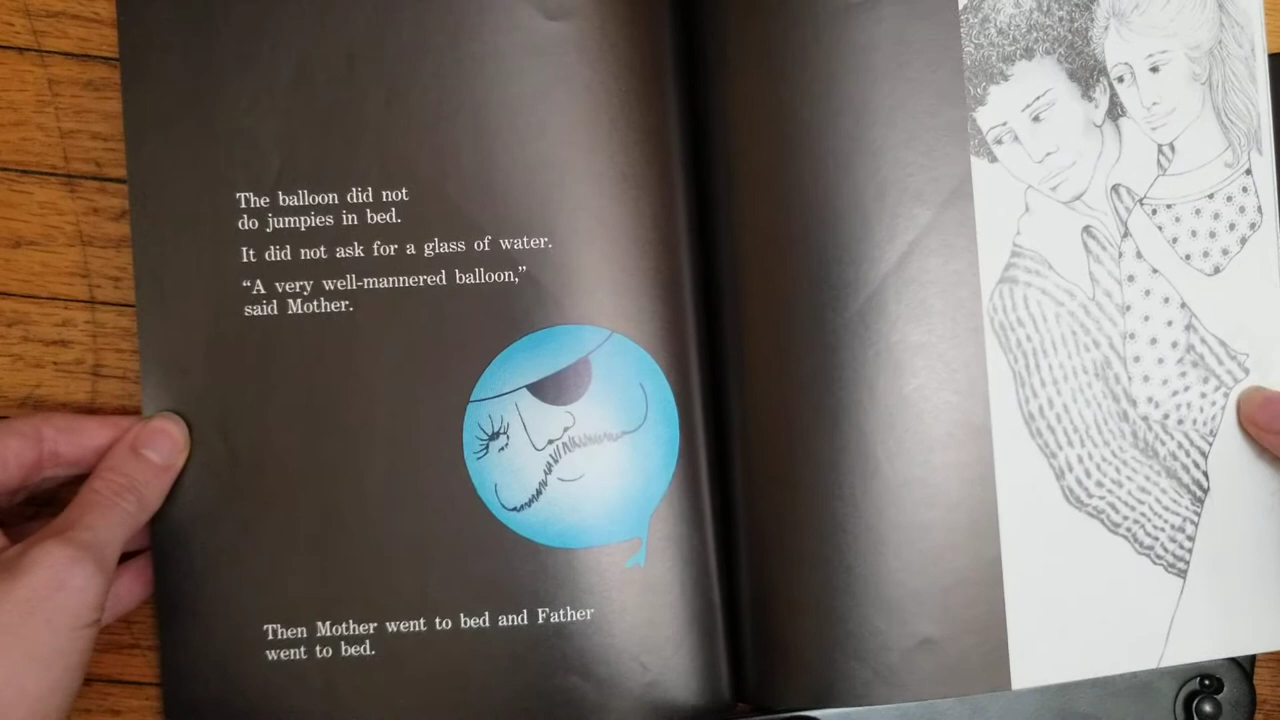 The balloon did not
do jumpies in bed.
It did not ask for a glass of water.
“A very well-mannered balloon,”
said Mother.
Then Mother went to bed and Father
went to bed.